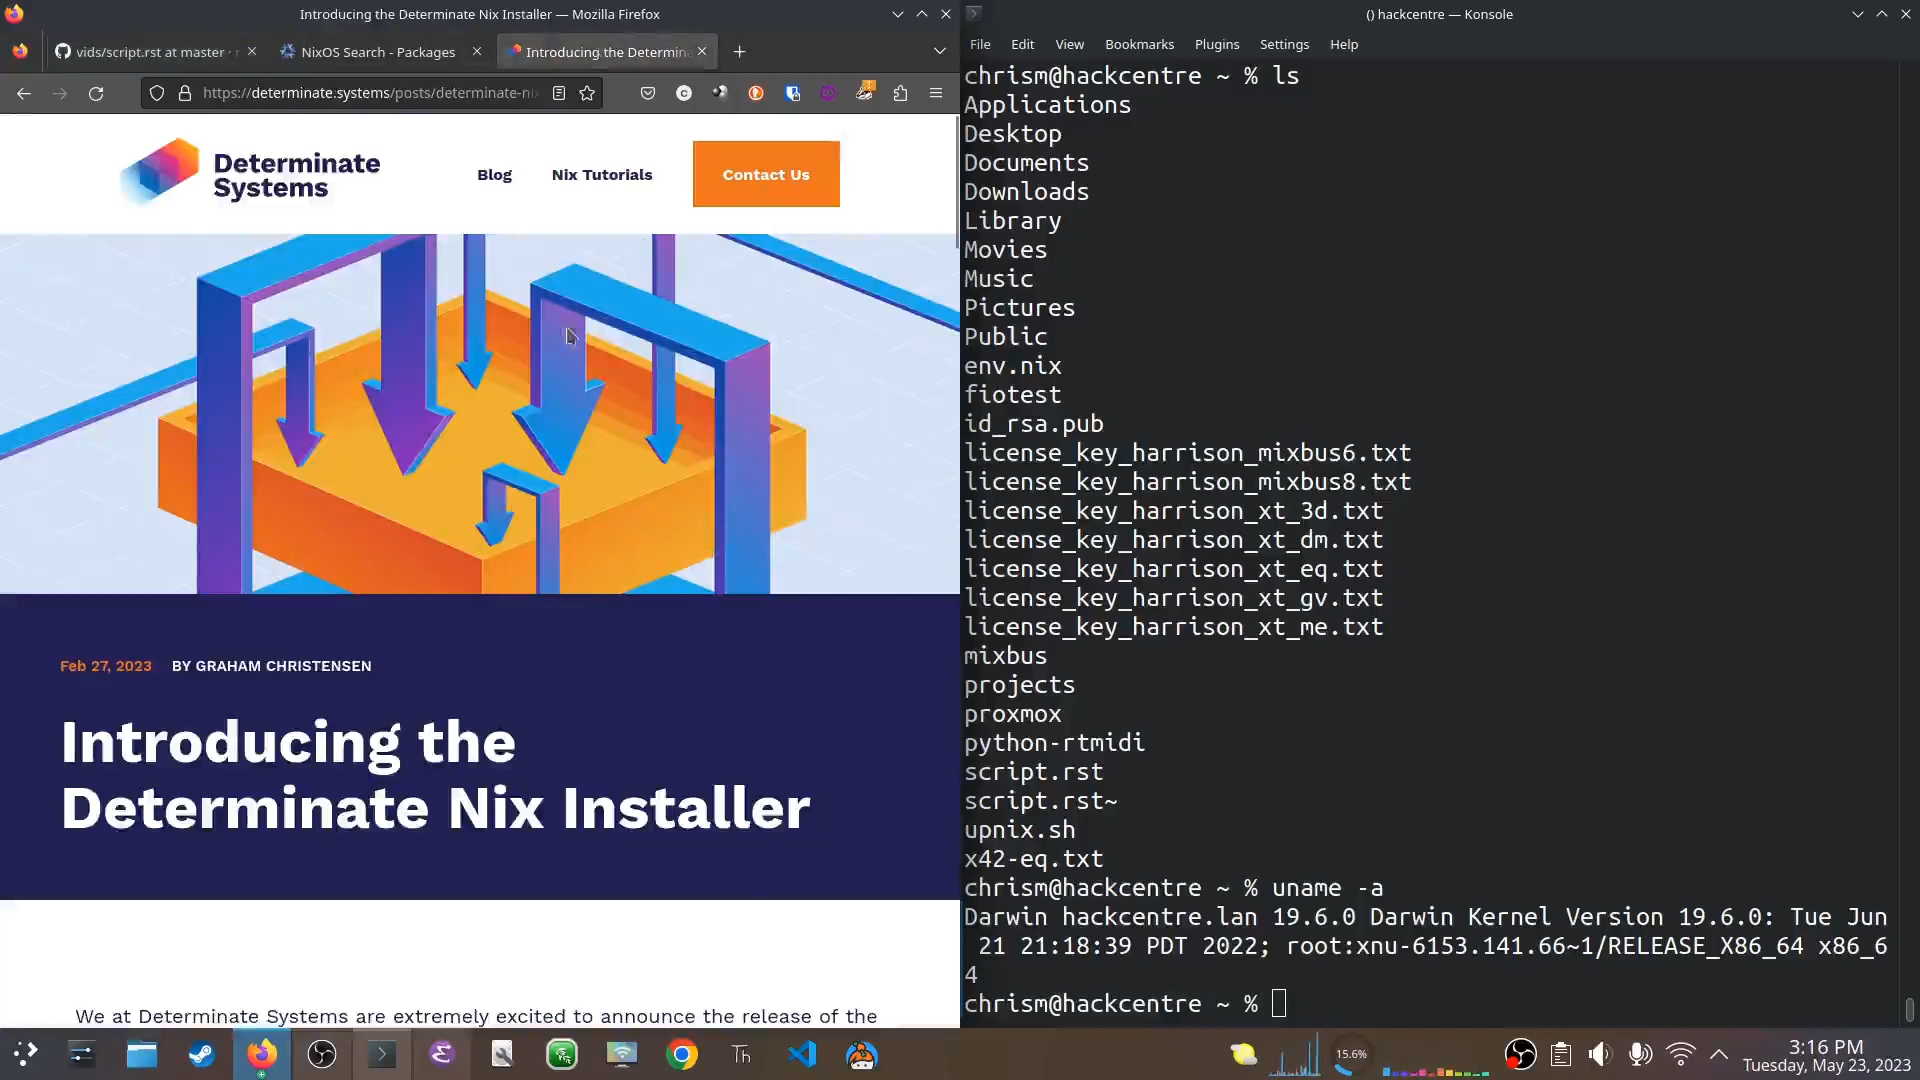 Introducing the Determinate Nix Installer — Mozilla Firefox
vids/script.rst at master ·
NixOS Search - Packages
Introducing the Determin
https://determinate.systems/posts/determinate-ni
Determinate
Systems
Blog
Nix Tutorials
Contact Us
Feb 27, 2023 BY GRAHAM CHRISTENSEN
Introducing the
Determinate Nix Installer
We at Determinate Systems are extremely excited to announce the release of the
() hackcentre — Konsole
File Edit View Bookmarks Plugins Settings Help
chrism@hackcentre ~ % ls
Applications
Desktop
Documents
Downloads
Library
Movies
Music
Pictures
Public
env.nix
fiotest
id_rsa.pub
license_key_harrison_mixbus6.txt
license_key_harrison_mixbus8.txt
license_key_harrison_xt_3d.txt
license_key_harrison_xt_dm.txt
license_key_harrison_xt_eq.txt
license_key_harrison_xt_gv.txt
license_key_harrison_xt_me.txt
mixbus
projects
proxmox
python-rtmidi
script.rst
script.rst~
upnix.sh
x42-eq.txt
chrism@hackcentre ~ % uname -a
Darwin hackcentre.lan 19.6.0 Darwin Kernel Version 19.6.0: Tue Jun
21 21:18:39 PDT 2022; root:xnu-6153.141.66~1/RELEASE_X86_64 x86_6
4
chrism@hackcentre ~ %
Th
15.6%
3:16 PM
Tuesday, May 23, 2023